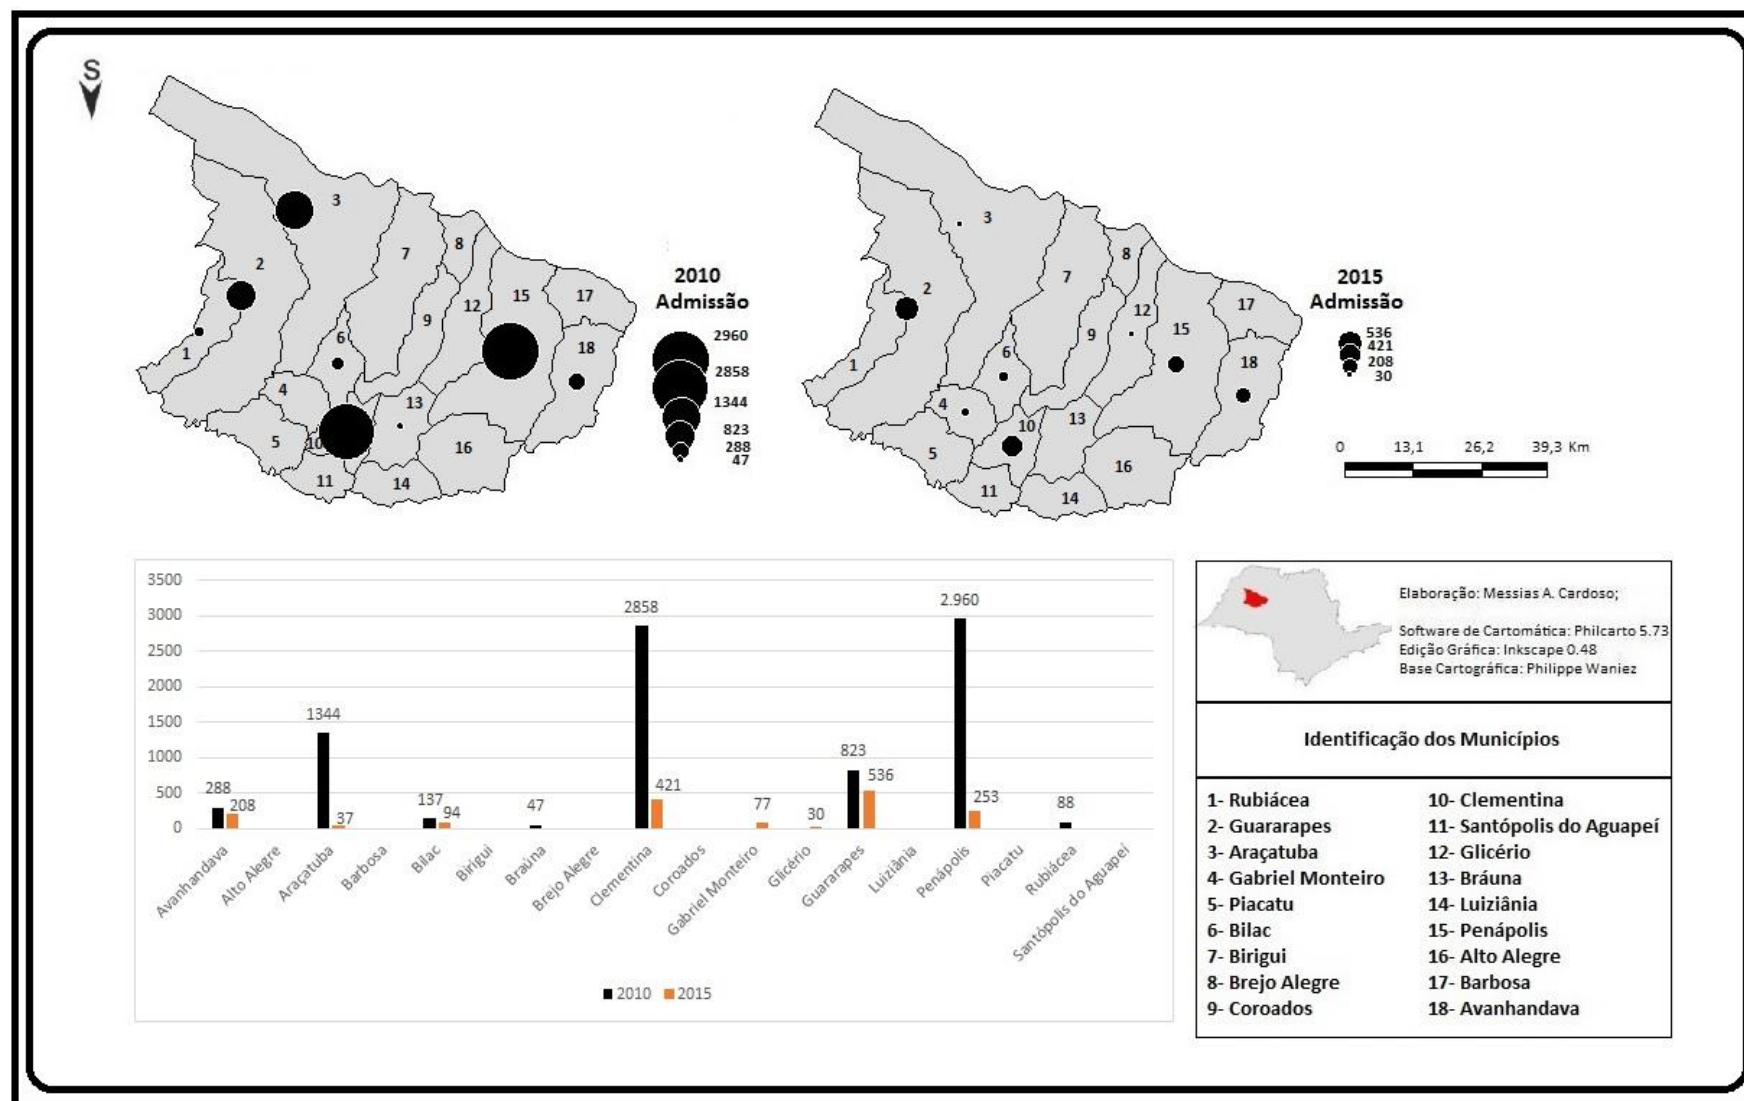 S
3
2
1
7
8
9
12
15
17
18
6
4
5
10
13
11
14
16
2010
Admissão
2960
2858
1344
823
288
47
3
2
1
7
8
9
12
15
17
18
6
4
5
10
13
11
14
16
2015
Admissão
536
421
208
30
0 13,1 26,2 39,3 Km
3500
3000
2500
2000
1500
1000
500
0
288
208
1344
37
137
94
47
2858
421
77
30
823
536
2.960
253
88
Avanhandava
Alto Alegre
Araçatuba
Barbosa
Bilac
Birigui
Braúna
Brejo Alegre
Clementina
Coroados
Gabriel Monteiro
Glicério
Guararapes
Luiziânia
Penápolis
Piacatu
Rubiácea
Santópolis do Aguapei
2010 2015
Elaboração: Messias A. Cardoso;
Software de Cartomática: Philcarto 5.73
Edição Gráfica: Inkscape 0.48
Base Cartográfica: Philippe Waniez
Identificação dos Municípios
1- Rubiácea
2- Guararapes
3- Araçatuba
4- Gabriel Monteiro
5- Piacatu
6- Bilac
7- Birigui
8- Brejo Alegre
9- Coroados
10- Clementina
11- Santópolis do Aguapeí
12- Glicério
13- Bráuna
14- Luiziânia
15- Penápolis
16- Alto Alegre
17- Barbosa
18- Avanhandava